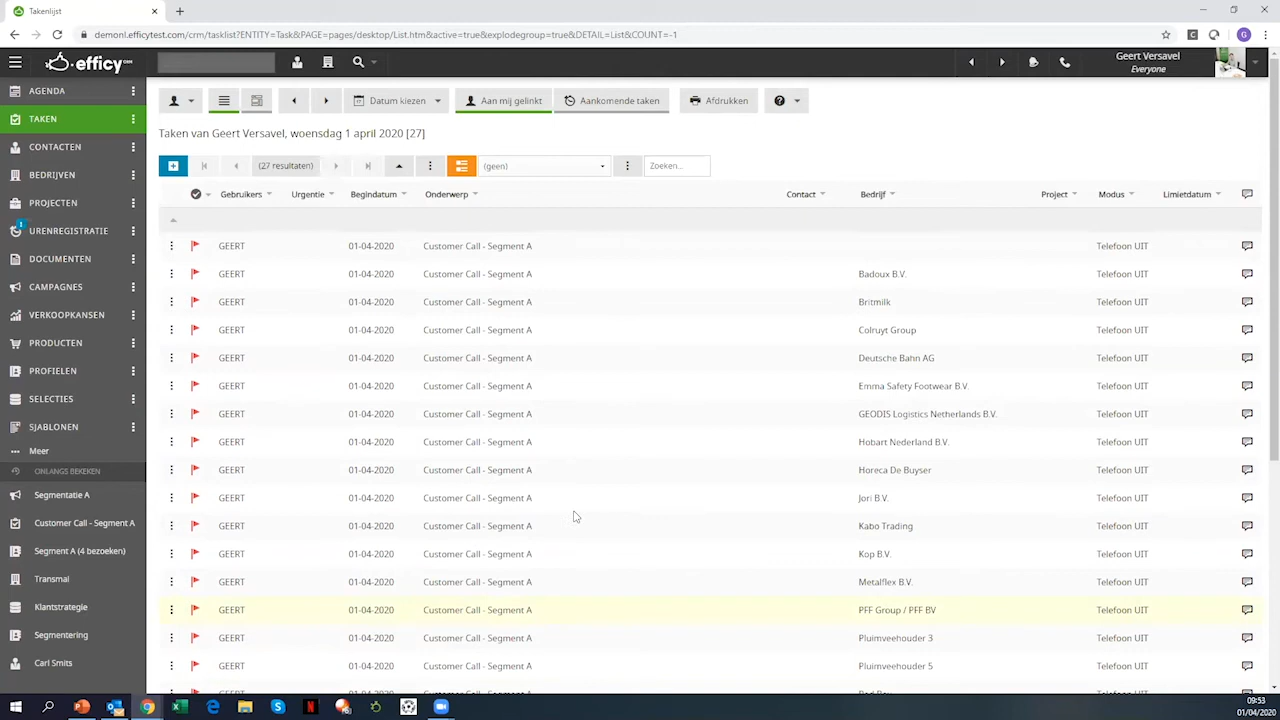 Takenlijst
demonl.efficytest.com/crm/tasklist?ENTITY=Task&PAGE=pages/desktop/List.htm&active=true&explodegroup=true&DETAIL=List&COUNT=-1
C
G
efficy CRM
Geert Versavel
Everyone
AGENDA
TAKEN
CONTACTEN
BEDRIJVEN
PROJECTEN
1
URENREGISTRATIE
DOCUMENTEN
CAMPAGNES
VERKOOPKANSEN
PRODUCTEN
PROFIELEN
SELECTIES
SJABLONEN
Meer
ONLANGS BEKEKEN
Segmentatie A
Customer Call - Segment A
Segment A (4 bezoeken)
Transmal
Klantstrategie
Segmentering
Carl Smits
Datum kiezen
Aan mij gelinkt
Aankomende taken
Afdrukken
Taken van Geert Versavel, woensdag 1 april 2020 [27]
(27 resultaten)
(geen)
Zoeken...
Gebruikers Urgentie Begindatum Onderwerp Contact Bedrijf Project Modus Limietdatum
GEERT 01-04-2020 Customer Call - Segment A Telefoon UIT
GEERT 01-04-2020 Customer Call - Segment A Badoux B.V. Telefoon UIT
GEERT 01-04-2020 Customer Call - Segment A Britmilk Telefoon UIT
GEERT 01-04-2020 Customer Call - Segment A Colruyt Group Telefoon UIT
GEERT 01-04-2020 Customer Call - Segment A Deutsche Bahn AG Telefoon UIT
GEERT 01-04-2020 Customer Call - Segment A Emma Safety Footwear B.V. Telefoon UIT
GEERT 01-04-2020 Customer Call - Segment A GEODIS Logistics Netherlands B.V. Telefoon UIT
GEERT 01-04-2020 Customer Call - Segment A Hobart Nederland B.V. Telefoon UIT
GEERT 01-04-2020 Customer Call - Segment A Horeca De Buyser Telefoon UIT
GEERT 01-04-2020 Customer Call - Segment A Jori B.V. Telefoon UIT
GEERT 01-04-2020 Customer Call - Segment A Kabo Trading Telefoon UIT
GEERT 01-04-2020 Customer Call - Segment A Kop B.V. Telefoon UIT
GEERT 01-04-2020 Customer Call - Segment A Metalflex B.V. Telefoon UIT
GEERT 01-04-2020 Customer Call - Segment A PFF Group / PFF BV Telefoon UIT
GEERT 01-04-2020 Customer Call - Segment A Pluimveehouder 3 Telefoon UIT
GEERT 01-04-2020 Customer Call - Segment A Pluimveehouder 5 Telefoon UIT
GEERT 01-04-2020 Customer Call - Segment A Telefoon UIT
09:53
01/04/2020